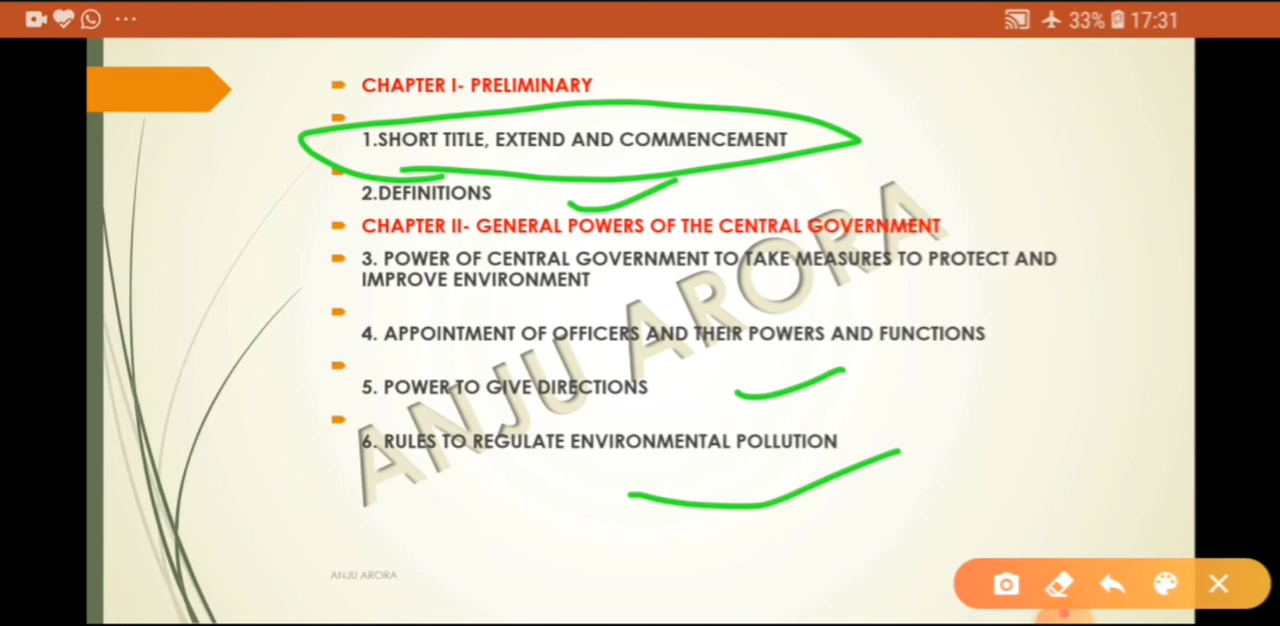 33% 17:31
CHAPTER I- PRELIMINARY
1.SHORT TITLE, EXTEND AND COMMENCEMENT
2.DEFINITIONS
CHAPTER II- GENERAL POWERS OF THE CENTRAL GOVERNMENT
3. POWER OF CENTRAL GOVERNMENT TO TAKE MEASURES TO PROTECT AND
IMPROVE ENVIRONMENT
4. APPOINTMENT OF OFFICERS AND THEIR POWERS AND FUNCTIONS
5. POWER TO GIVE DIRECTIONS
6. RULES TO REGULATE ENVIRONMENTAL POLLUTION
ANJU ARORA
ANJU ARORA